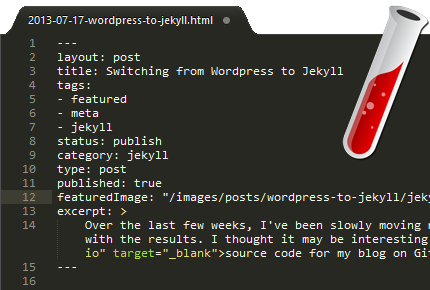 2013-07-17-wordpress-to-jekyll.html
1 ---
2 layout: post
3 title: Switching from Wordpress to Jekyll
4 tags:
5 - featured
6 - meta
7 - jekyll
8 status: publish
9 category: jekyll
10 type: post
11 published: true
12 featuredImage: "/images/posts/wordpress-to-jekyll/jeky
13 excerpt: >
14 Over the last few weeks, I've been slowly moving
with the results. I thought it may be interesting
io" target="_blank">source code for my blog on Git
15 ---
16